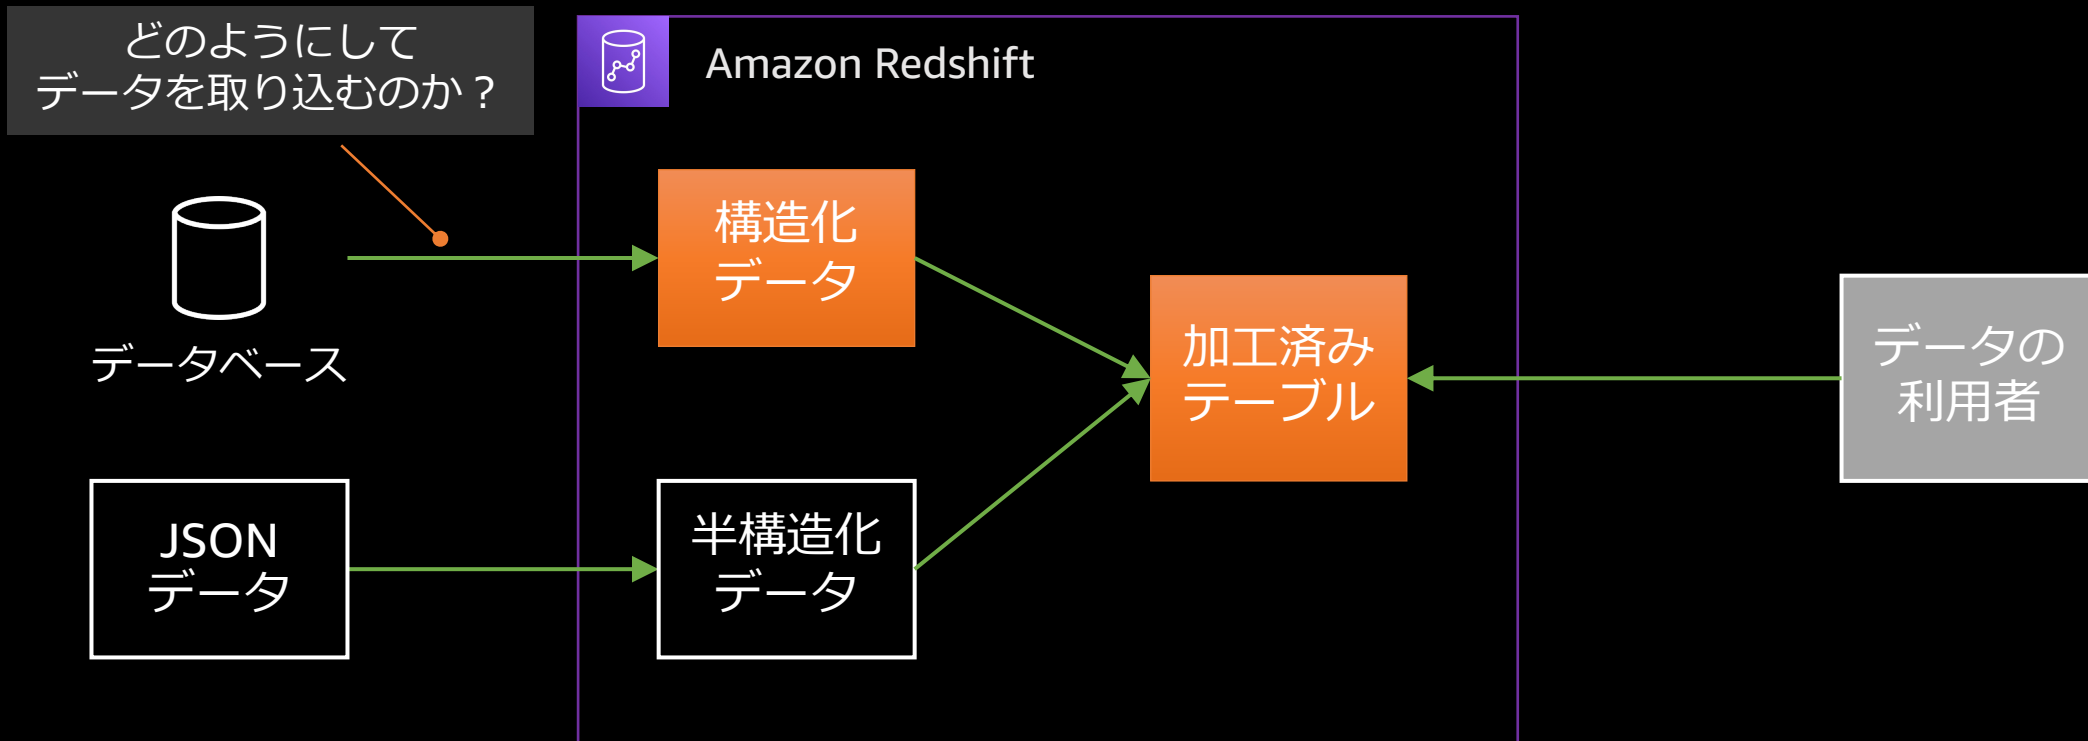 どのようにして
データを取り込むのか？
Amazon Redshift
構造化
データ
データベース
加工済み
テーブル
データの
利用者
JSON
データ
半構造化
データ